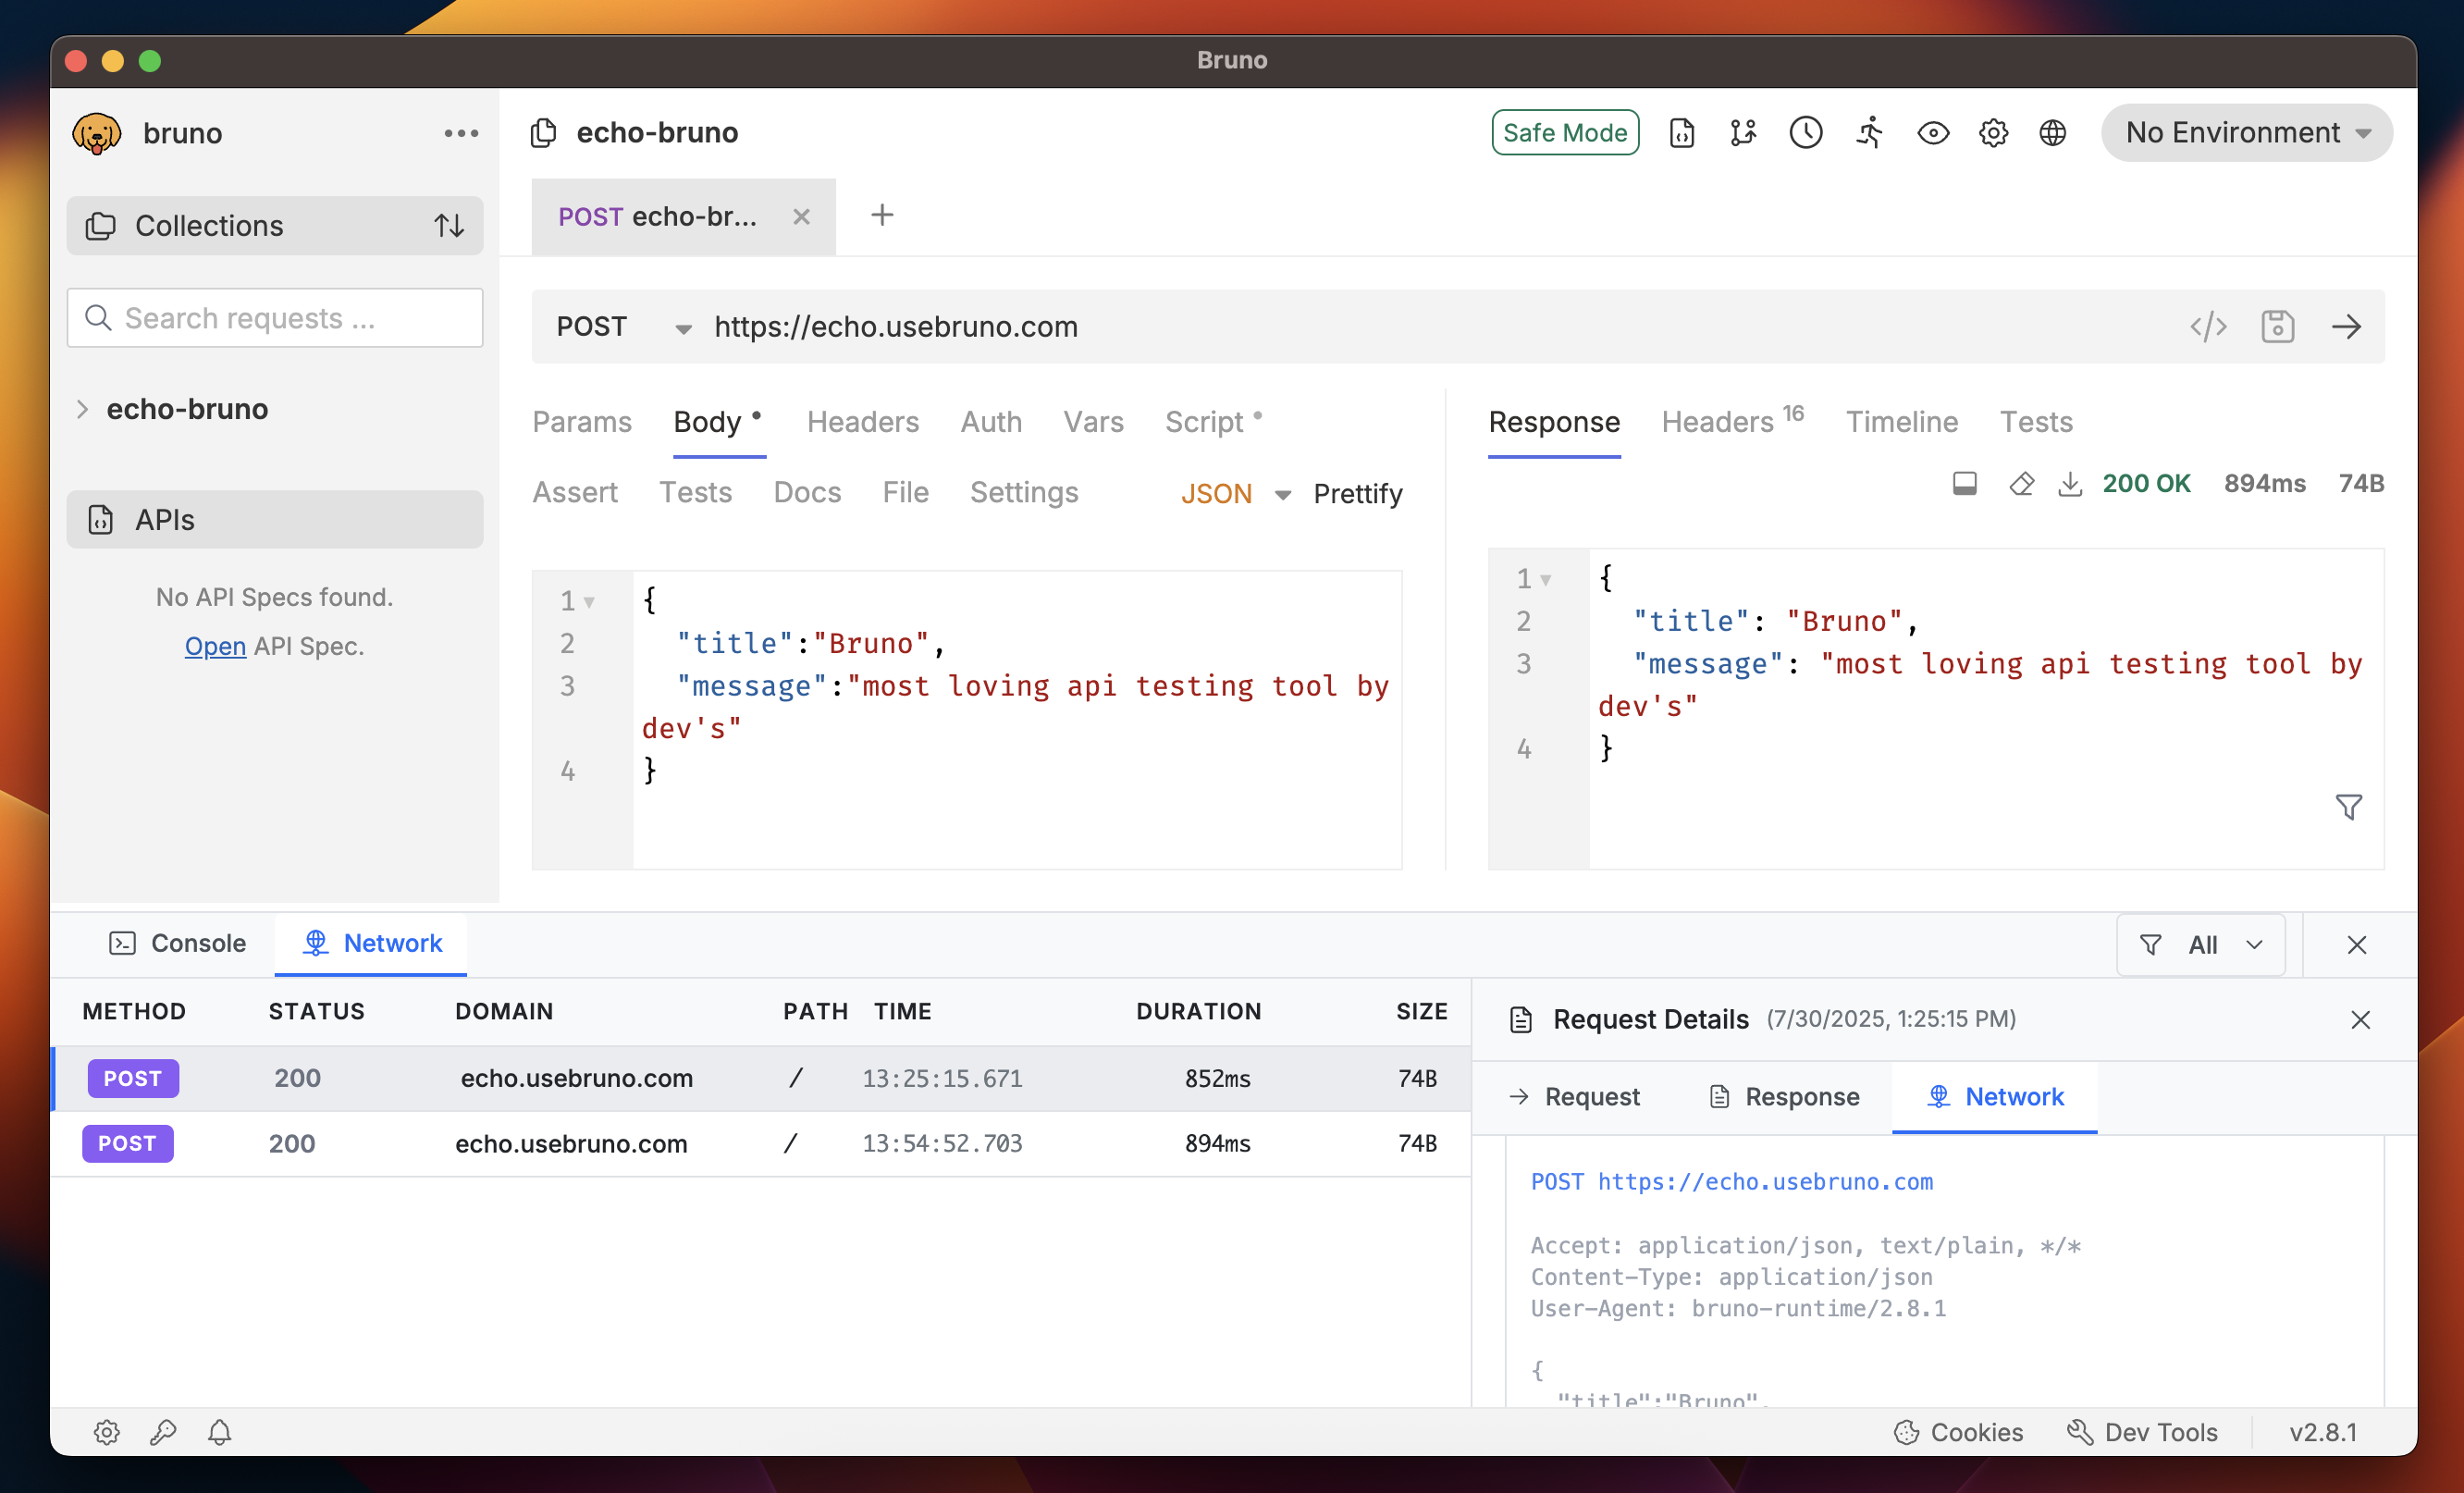 Bruno
bruno
echo-bruno
Safe Mode
No Environment
Collections
POST echo-br...
Search requests ...
POST
https://echo.usebruno.com
echo-bruno
Params
Body
Headers
Auth
Vars
Script
Assert
Tests
Docs
File
Settings
JSON
Prettify
Response
Headers 16
Timeline
Tests
200 OK
894ms
74B
APIs
No API Specs found.
Open API Spec.
1
{
2
"title":"Bruno",
3
"message":"most loving api testing tool by
dev's"
4
}
1
{
2
"title": "Bruno",
3
"message": "most loving api testing tool by
dev's"
4
}
Console
Network
All
METHOD STATUS DOMAIN PATH TIME DURATION SIZE
POST 200 echo.usebruno.com / 13:25:15.671 852ms 74B
POST 200 echo.usebruno.com / 13:54:52.703 894ms 74B
Request Details (7/30/2025, 1:25:15 PM)
Request
Response
Network
POST https://echo.usebruno.com
Accept: application/json, text/plain, */*
Content-Type: application/json
User-Agent: bruno-runtime/2.8.1
{
"title":"Bruno",
Cookies
Dev Tools
v2.8.1